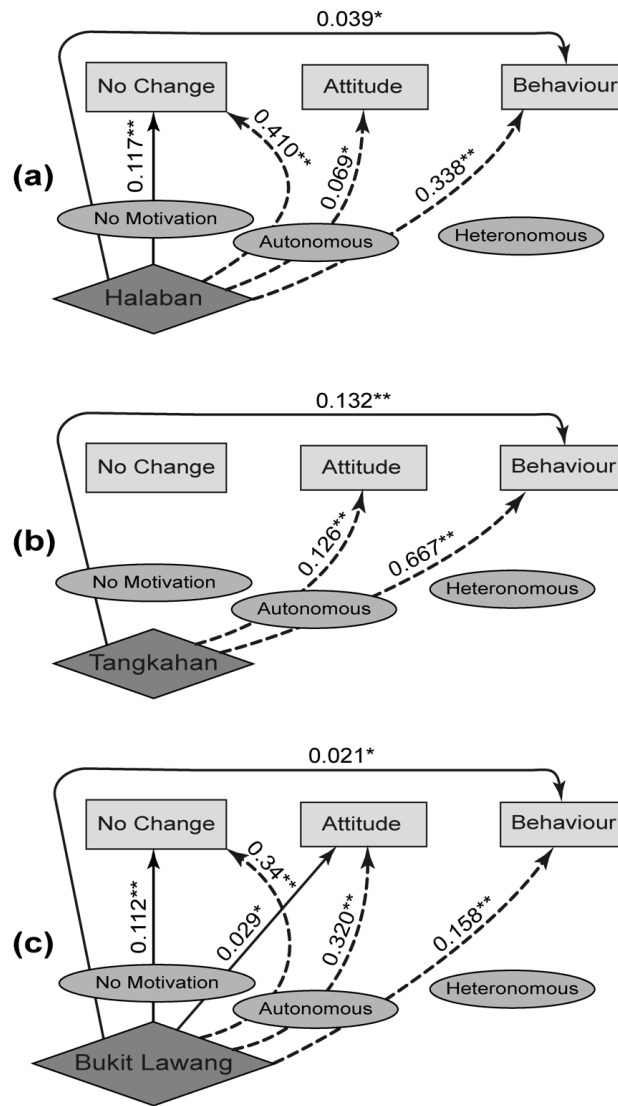 0.039*
No Change
Attitude
Behaviour
0.117**
0.410**
0.069*
0.338**
(a)
No Motivation
Autonomous
Heteronomous
Halaban
0.132**
No Change
Attitude
Behaviour
0.126**
0.667**
(b)
No Motivation
Autonomous
Heteronomous
Tangkahan
0.021*
No Change
Attitude
Behaviour
0.112**
0.029*
0.34**
0.320**
0.158**
(c)
No Motivation
Autonomous
Heteronomous
Bukit Lawang